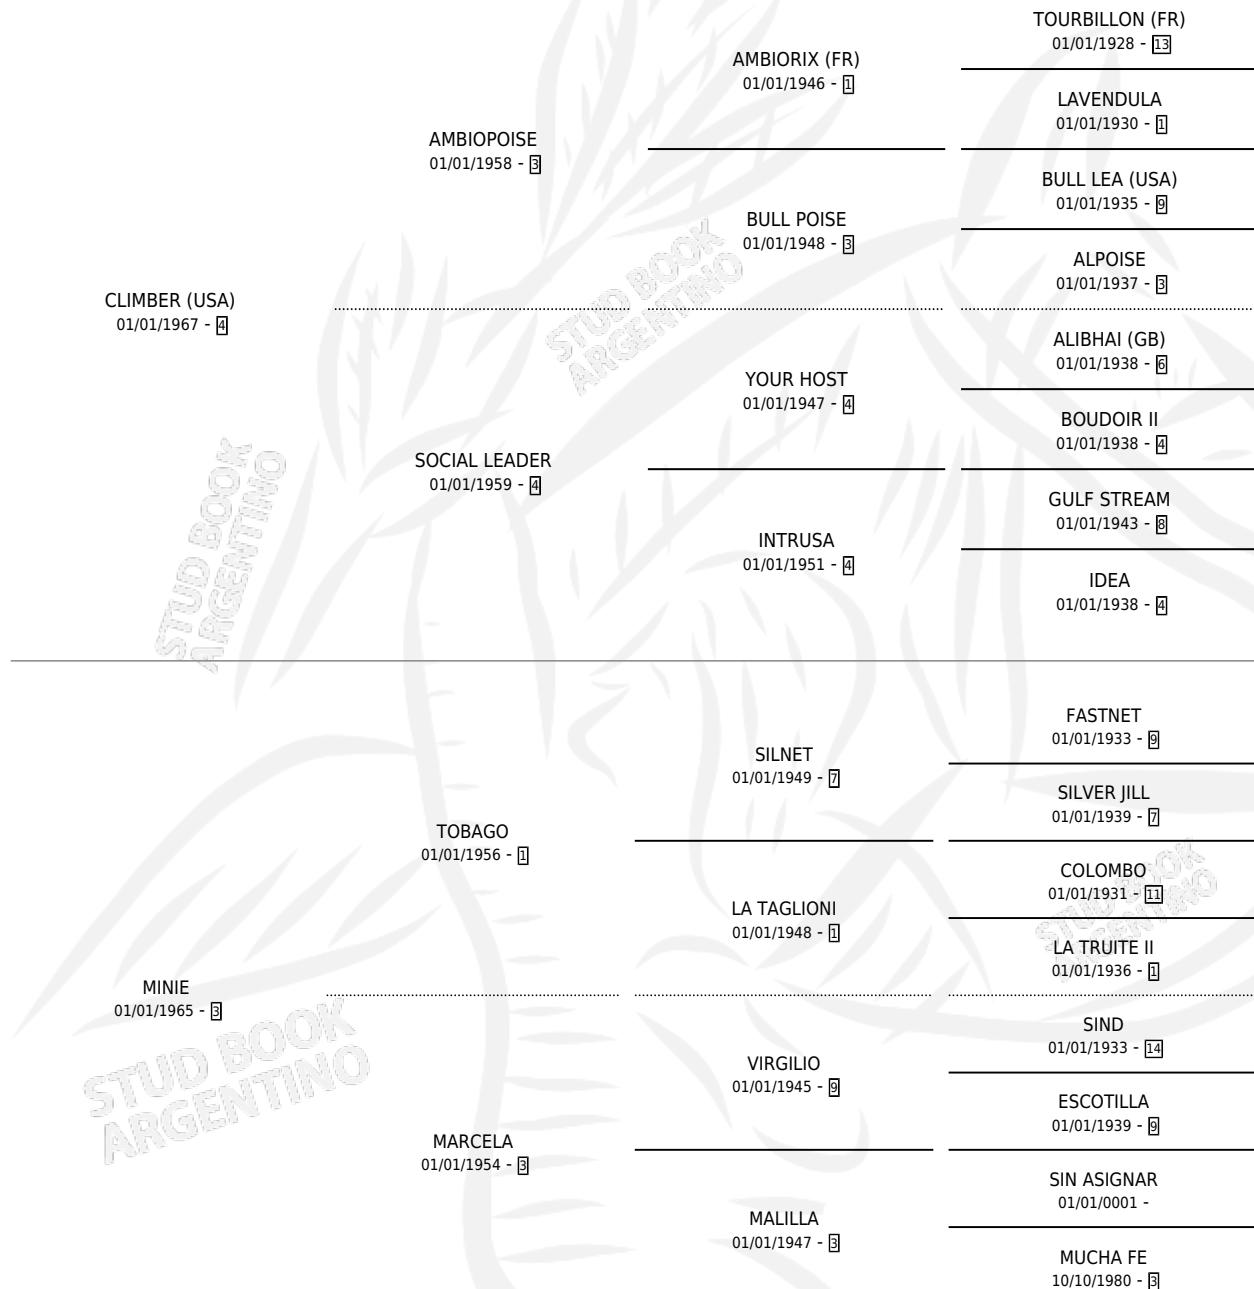 TOURBILLON (FR)
01/01/1928 - 13
AMBIORIX (FR)
01/01/1946 - 1
LAVENDULA
01/01/1930 - 1
AMBIOPOISE
01/01/1958 - 3
BULL LEA (USA)
01/01/1935 - 9
BULL POISE
01/01/1948 - 3
ALPOISE
01/01/1937 - 3
CLIMBER (USA)
01/01/1967 - 4
ALIBHAI (GB)
01/01/1938 - 6
YOUR HOST
01/01/1947 - 4
BOUDOIR II
01/01/1938 - 4
SOCIAL LEADER
01/01/1959 - 4
GULF STREAM
01/01/1943 - 8
INTRUSA
01/01/1951 - 4
IDEA
01/01/1938 - 4
FASTNET
01/01/1933 - 9
SILNET
01/01/1949 - 7
SILVER JILL
01/01/1939 - 7
TOBAGO
01/01/1956 - 1
COLOMBO
01/01/1931 - 11
LA TAGLIONI
01/01/1948 - 1
LA TRUITE II
01/01/1936 - 1
MINIE
01/01/1965 - 3
SIND
01/01/1933 - 14
VIRGILIO
01/01/1945 - 9
ESCOTILLA
01/01/1939 - 9
MARCELA
01/01/1954 - 3
SIN ASIGNAR
01/01/0001 -
MALILLA
01/01/1947 - 3
MUCHA FE
10/10/1980 - 3
STUD BOOK
ARGENTINO
STUD BOOK
ARGENTINO
STUD BOOK
ARGENTINO
STUD BOOK
ARGENTINO